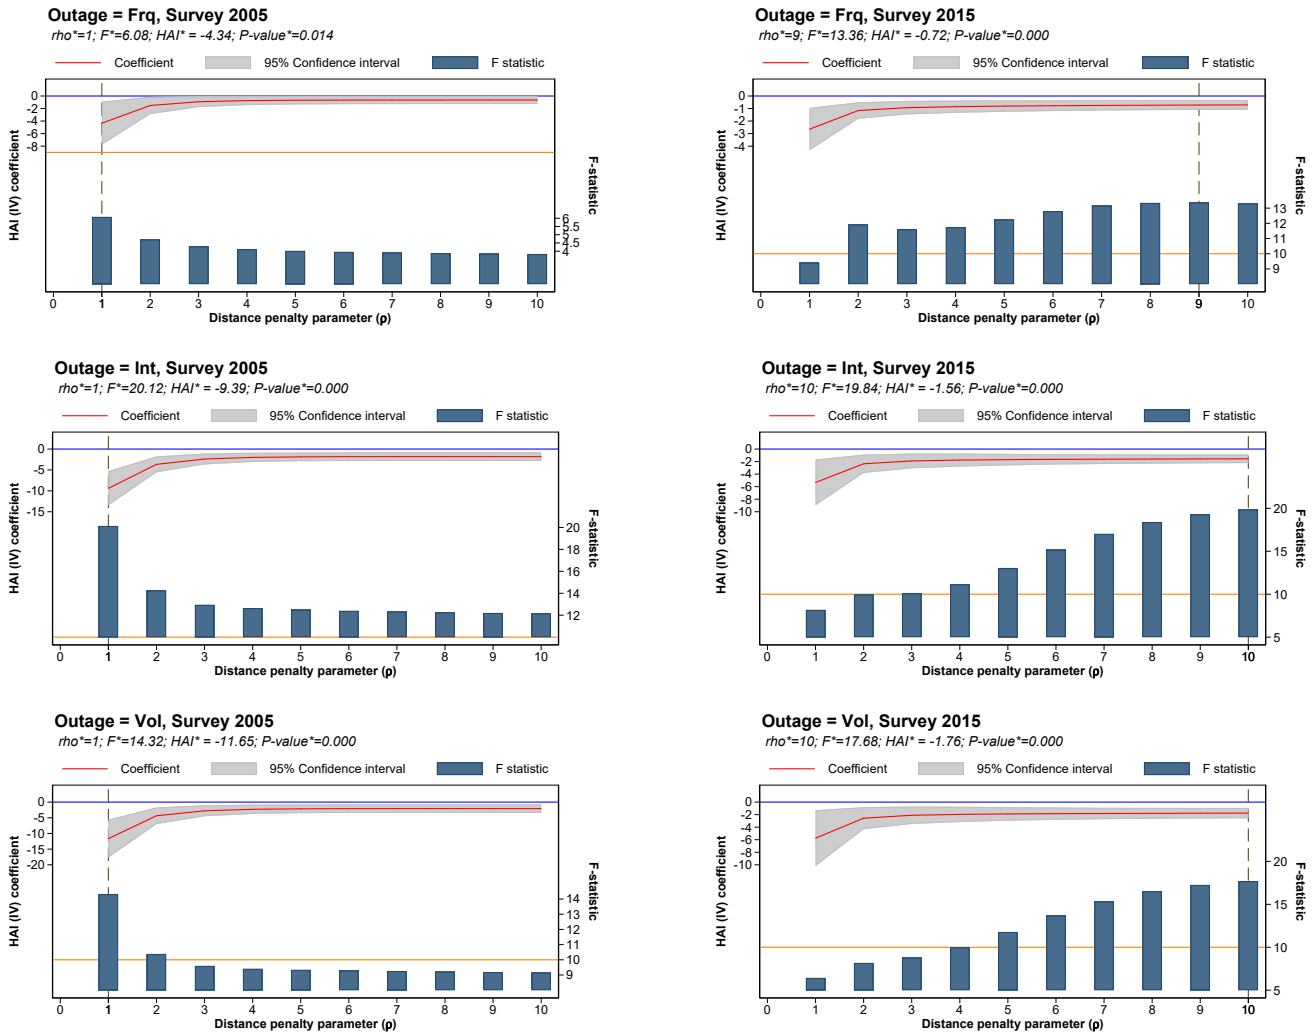 Outage = Frq, Survey 2005
rho*=1; F*=6.08; HAI* = -4.34; P-value*=0.014
Coefficient 95% Confidence interval F statistic
HAI (IV) coefficient
0
-2
-4
-6
-8
F-statistic
6
5.5
5
4.5
4
0 1 2 3 4 5 6 7 8 9 10
Distance penalty parameter (ρ)
Outage = Frq, Survey 2015
rho*=9; F*=13.36; HAI* = -0.72; P-value*=0.000
Coefficient 95% Confidence interval F statistic
HAI (IV) coefficient
0
-1
-2
-3
-4
F-statistic
13
12
11
10
9
0 1 2 3 4 5 6 7 8 9 10
Distance penalty parameter (ρ)
Outage = Int, Survey 2005
rho*=1; F*=20.12; HAI* = -9.39; P-value*=0.000
Coefficient 95% Confidence interval F statistic
HAI (IV) coefficient
0
-5
-10
-15
F-statistic
20
18
16
14
12
0 1 2 3 4 5 6 7 8 9 10
Distance penalty parameter (ρ)
Outage = Int, Survey 2015
rho*=10; F*=19.84; HAI* = -1.56; P-value*=0.000
Coefficient 95% Confidence interval F statistic
HAI (IV) coefficient
0
-2
-4
-6
-8
-10
F-statistic
20
15
10
5
0 1 2 3 4 5 6 7 8 9 10
Distance penalty parameter (ρ)
Outage = Vol, Survey 2005
rho*=1; F*=14.32; HAI* = -11.65; P-value*=0.000
Coefficient 95% Confidence interval F statistic
HAI (IV) coefficient
0
-5
-10
-15
-20
F-statistic
14
13
12
11
10
9
0 1 2 3 4 5 6 7 8 9 10
Distance penalty parameter (ρ)
Outage = Vol, Survey 2015
rho*=10; F*=17.68; HAI* = -1.76; P-value*=0.000
Coefficient 95% Confidence interval F statistic
HAI (IV) coefficient
0
-2
-4
-6
-8
-10
F-statistic
20
15
10
5
0 1 2 3 4 5 6 7 8 9 10
Distance penalty parameter (ρ)